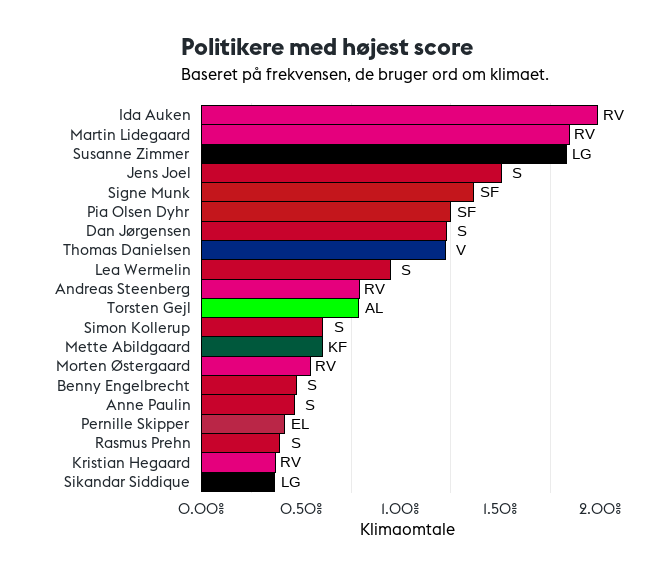 Politikere med højest score
Baseret på frekvensen, de bruger ord om klimaet.
Ida Auken RV
Martin Lidegaard RV
Susanne Zimmer LG
Jens Joel S
Signe Munk SF
Pia Olsen Dyhr SF
Dan Jørgensen S
Thomas Danielsen V
Lea Wermelin S
Andreas Steenberg RV
Torsten Gejl AL
Simon Kollerup S
Mette Abildgaard KF
Morten Østergaard RV
Benny Engelbrecht S
Anne Paulin S
Pernille Skipper EL
Rasmus Prehn S
Kristian Hegaard RV
Sikandar Siddique LG
0.00% 0.50% 1.00% 1.50% 2.00%
Klimaomtale